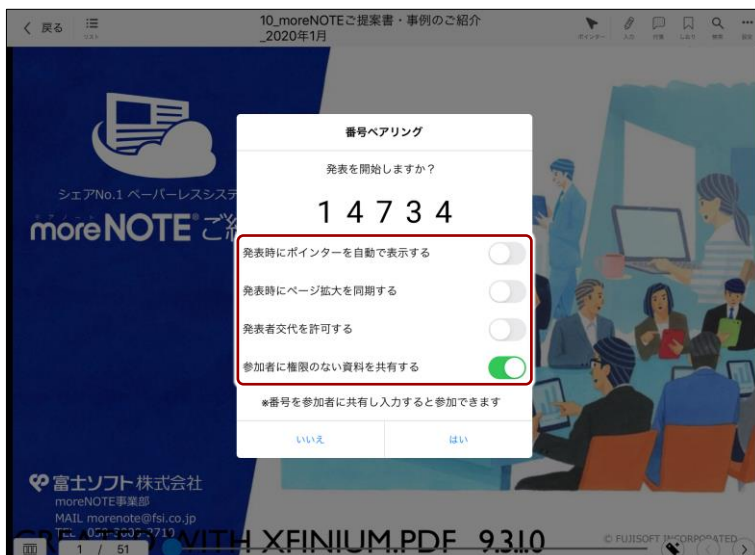 戻る
リスト
10_moreNOTEご提案書・事例のご紹介
_2020年1月
ポインター
入力
付箋
しおり
検索
シェアNo.1 ペーパーレスシステ
moreNOTE ご
番号ペアリング
発表を開始しますか？
14734
発表時にポインターを自動で表示する
発表時にページ拡大を同期する
発表者交代を許可する
参加者に権限のない資料を共有する
※番号を参加者に共有し入力すると参加できます
いいえ
はい
富士ソフト株式会社
moreNOTE事業部
MAIL morenote@fsi.co.jp
WITH XFINIUM.PDF 9.3.1.0
1 / 51
© FUJISOFT INCORPORATED